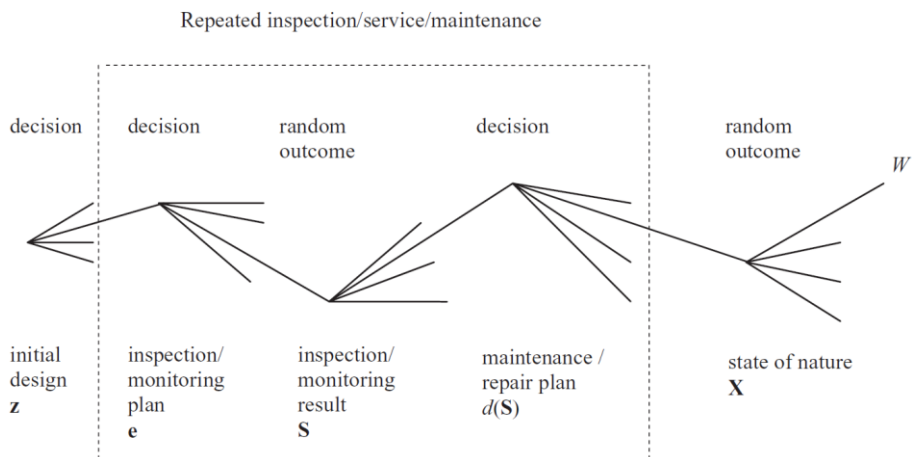 Repeated inspection/service/maintenance
decision
decision
random
outcome
decision
random
outcome
W
initial
design
z
inspection/
monitoring
plan
e
inspection/
monitoring
result
S
maintenance /
repair plan
d(S)
state of nature
X